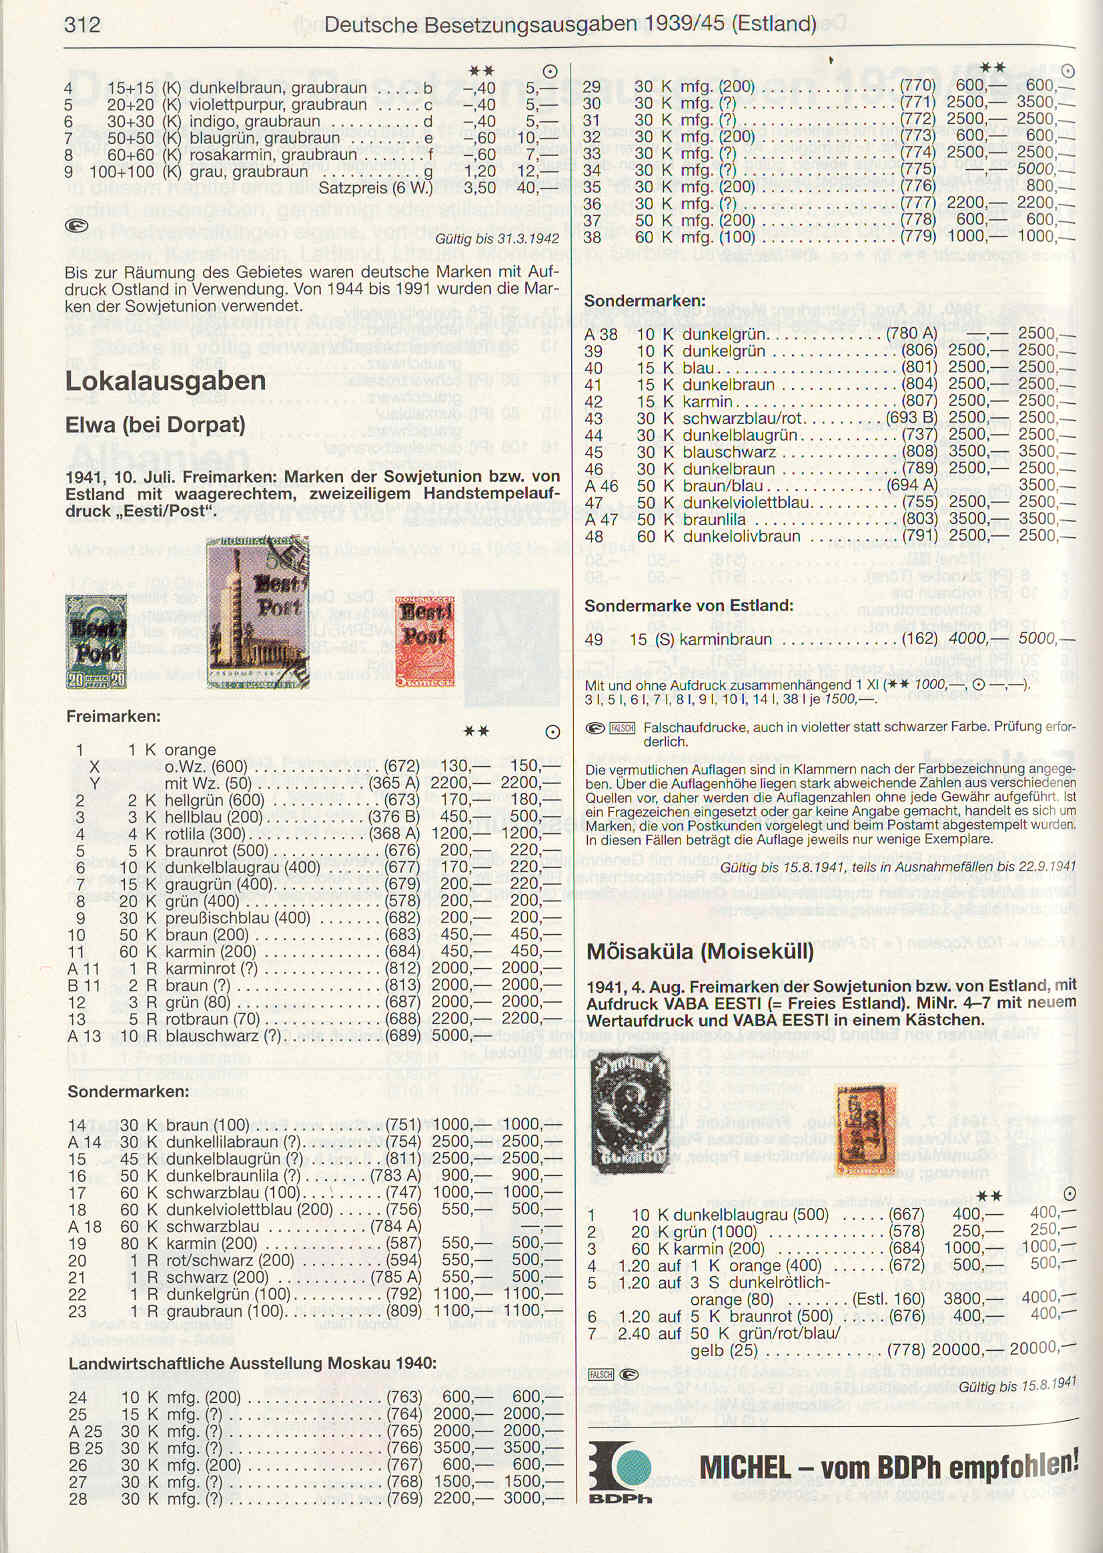 312 Deutsche Besetzungsausgaben 1939/45 (Estland)
★★ ⊙
4 15+15 (K) dunkelbraun, graubraun ..... b –,40 5,—
5 20+20 (K) violettpurpur, graubraun ..... c –,40 5,—
6 30+30 (K) indigo, graubraun .......... d –,40 5,—
7 50+50 (K) blaugrün, graubraun ........ e –,60 10,—
8 60+60 (K) rosakarmin, graubraun ....... f –,60 7,—
9 100+100 (K) grau, graubraun ........... g 1,20 12,—
Satzpreis (6 W.) 3,50 40,—
Gültig bis 31.3.1942
Bis zur Räumung des Gebietes waren deutsche Marken mit Auf-
druck Ostland in Verwendung. Von 1944 bis 1991 wurden die Mar-
ken der Sowjetunion verwendet.
Lokalausgaben
Elwa (bei Dorpat)
1941, 10. Juli. Freimarken: Marken der Sowjetunion bzw. von
Estland mit waagerechtem, zweizeiligem Handstempelauf-
druck „Eesti/Post“.
Eesti
Post
20 20
Eesti
Post
Eesti
Post
5
Freimarken:
★★ ⊙
1 1 K orange
X o.Wz. (600) ............... (672) 130,— 150,—
Y mit Wz. (50) ............ (365 A) 2200,— 2200,—
2 2 K hellgrün (600) ............ (673) 170,— 180,—
3 3 K hellblau (200) ............ (376 B) 450,— 500,—
4 4 K rotlila (300) ............. (368 A) 1200,— 1200,—
5 5 K braunrot (500) ............ (676) 200,— 220,—
6 10 K dunkelblaugrau (400) ....... (677) 170,— 220,—
7 15 K graugrün (400) ............ (679) 200,— 220,—
8 20 K grün (400) ............... (578) 200,— 200,—
9 30 K preußischblau (400) ....... (682) 200,— 200,—
10 50 K braun (200) .............. (683) 450,— 450,—
11 60 K karmin (200) ............. (684) 450,— 450,—
A 11 1 R karminrot (?) ............. (812) 2000,— 2000,—
B 11 2 R braun (?) ................ (813) 2000,— 2000,—
12 3 R grün (80) ................ (687) 2000,— 2000,—
13 5 R rotbraun (70) ............. (688) 2200,— 2200,—
A 13 10 R blauschwarz (?) ............ (689) 5000,—
Sondermarken:
14 30 K braun (100) .............. (751) 1000,— 1000,—
A 14 30 K dunkellilabraun (?) ......... (754) 2500,— 2500,—
15 45 K dunkelblaugrün (?) ........ (811) 2500,— 2500,—
16 50 K dunkelbraunlila (?) ....... (783 A) 900,— 900,—
17 60 K schwarzblau (100) ......... (747) 1000,— 1000,—
18 60 K dunkelviolettblau (200) ..... (756) 550,— 500,—
A 18 60 K schwarzblau ........... (784 A) —,—
19 80 K karmin (200) ............. (587) 550,— 500,—
20 1 R rot/schwarz (200) ......... (594) 550,— 500,—
21 1 R schwarz (200) .......... (785 A) 550,— 500,—
22 1 R dunkelgrün (100) .......... (792) 1100,— 1100,—
23 1 R graubraun (100) ........... (809) 1100,— 1100,—
Landwirtschaftliche Ausstellung Moskau 1940:
24 10 K mfg. (200) ............... (763) 600,— 600,—
25 15 K mfg. (?) ................. (764) 2000,— 2000,—
A 25 30 K mfg. (?) ................. (765) 2000,— 2000,—
B 25 30 K mfg. (?) ................. (766) 3500,— 3500,—
26 30 K mfg. (200) ............... (767) 600,— 600,—
27 30 K mfg. (?) ................. (768) 1500,— 1500,—
28 30 K mfg. (?) ................. (769) 2200,— 3000,—
★★ ⊙
29 30 K mfg. (200) ................ (770) 600,— 600,—
30 30 K mfg. (?) .................. (771) 2500,— 3500,—
31 30 K mfg. (?) .................. (772) 2500,— 2500,—
32 30 K mfg. (200) ................ (773) 600,— 600,—
33 30 K mfg. (?) .................. (774) 2500,— 2500,—
34 30 K mfg. (?) .................. (775) —,— 5000,—
35 30 K mfg. (200) ................ (776) 800,—
36 30 K mfg. (?) .................. (777) 2200,— 2200,—
37 50 K mfg. (200) ................ (778) 600,— 600,—
38 60 K mfg. (100) ................ (779) 1000,— 1000,—
Sondermarken:
A 38 10 K dunkelgrün .............. (780 A) —,— 2500,—
39 10 K dunkelgrün .............. (806) 2500,— 2500,—
40 15 K blau .................... (801) 2500,— 2500,—
41 15 K dunkelbraun ............. (804) 2500,— 2500,—
42 15 K karmin .................. (807) 2500,— 2500,—
43 30 K schwarzblau/rot .......... (693 B) 2500,— 2500,—
44 30 K dunkelblaugrün ........... (737) 2500,— 2500,—
45 30 K blauschwarz ............. (808) 3500,— 3500,—
46 30 K dunkelbraun ............. (789) 2500,— 2500,—
A 46 50 K braun/blau .............. (694 A) 3500,—
47 50 K dunkelviolettblau .......... (755) 2500,— 2500,—
A 47 50 K braunlila ................ (803) 3500,— 3500,—
48 60 K dunkelolivbraun .......... (791) 2500,— 2500,—
Sondermarke von Estland:
49 15 (S) karminbraun .............. (162) 4000,— 5000,—
Mit und ohne Aufdruck zusammenhängend 1 XI (★★ 1000,—, ⊙ —,—).
3 I, 5 I, 6 I, 7 I, 8 I, 9 I, 10 I, 14 I, 38 I je 1500,—.
FALSCH Falschaufdrucke, auch in violetter statt schwarzer Farbe. Prüfung erfor-
derlich.
Die vermutlichen Auflagen sind in Klammern nach der Farbbezeichnung angege-
ben. Über die Auflagenhöhe liegen stark abweichende Zahlen aus verschiedenen
Quellen vor, daher werden die Auflagenzahlen ohne jede Gewähr aufgeführt. Ist
ein Fragezeichen eingesetzt oder gar keine Angabe gemacht, handelt es sich um
Marken, die von Postkunden vorgelegt und beim Postamt abgestempelt wurden.
In diesen Fällen beträgt die Auflage jeweils nur wenige Exemplare.
Gültig bis 15.8.1941, teils in Ausnahmefällen bis 22.9.1941
Mõisaküla (Moiseküll)
1941, 4. Aug. Freimarken der Sowjetunion bzw. von Estland, mit
Aufdruck VABA EESTI (= Freies Estland). MiNr. 4–7 mit neuem
Wertaufdruck und VABA EESTI in einem Kästchen.
60 60
★★ ⊙
1 10 K dunkelblaugrau (500) ..... (667) 400,— 400,—
2 20 K grün (1000) ............. (578) 250,— 250,—
3 60 K karmin (200) ............ (684) 1000,— 1000,—
4 1.20 auf 1 K orange (400) ...... (672) 500,— 500,—
5 1.20 auf 3 S dunkelrötlich-
orange (80) ....... (Estl. 160) 3800,— 4000,—
6 1.20 auf 5 K braunrot (500) ..... (676) 400,— 400,—
7 2.40 auf 50 K grün/rot/blau/
gelb (25) ............ (778) 20000,— 20000,—
FALSCH
Gültig bis 15.8.1941
BDPh
MICHEL – vom BDPh empfohlen!